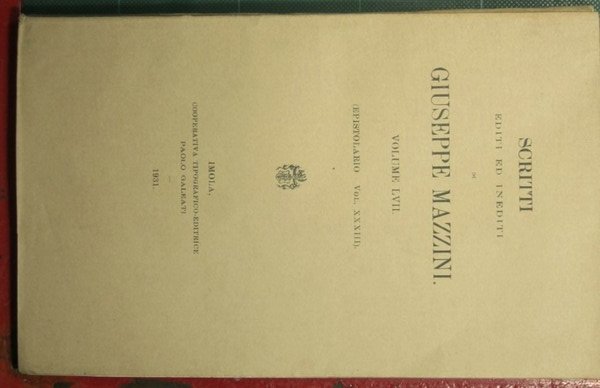 SCRITTI
EDITI ED INEDITI
DI
GIUSEPPE MAZZINI.
VOLUME LVII.
(EPISTOLARIO VOL. XXXIII).
IMOLA,
COOPERATIVA TIPOGRAFICO-EDITRICE
PAOLO GALEATI
1931.